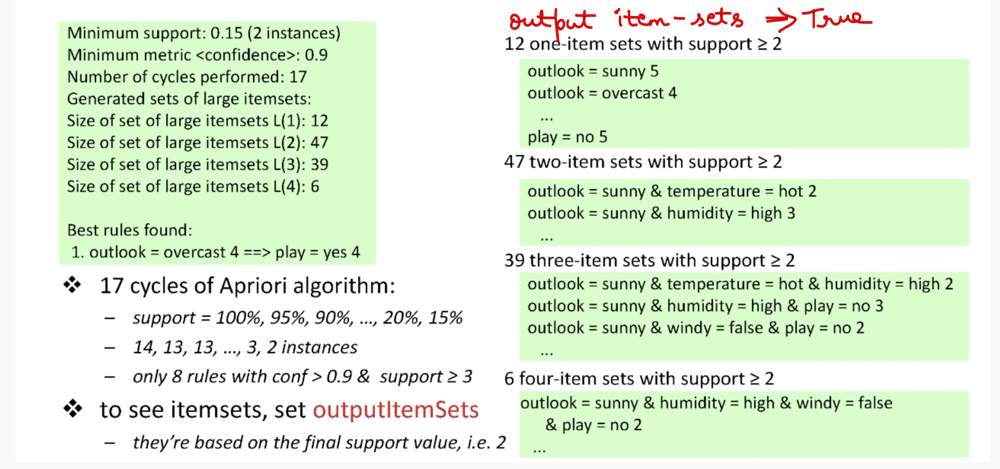 Minimum support: 0.15 (2 instances)
Minimum metric <confidence>: 0.9
Number of cycles performed: 17
Generated sets of large itemsets:
Size of set of large itemsets L(1): 12
Size of set of large itemsets L(2): 47
Size of set of large itemsets L(3): 39
Size of set of large itemsets L(4): 6
Best rules found:
1. outlook = overcast 4 ==> play = yes 4
❖ 17 cycles of Apriori algorithm:
– support = 100%, 95%, 90%, ..., 20%, 15%
– 14, 13, 13, ..., 3, 2 instances
– only 8 rules with conf > 0.9 & support ≥ 3
❖ to see itemsets, set outputItemSets
– they're based on the final support value, i.e. 2
output item-sets ⇒ True
12 one-item sets with support ≥ 2
outlook = sunny 5
outlook = overcast 4
...
play = no 5
47 two-item sets with support ≥ 2
outlook = sunny & temperature = hot 2
outlook = sunny & humidity = high 3
...
39 three-item sets with support ≥ 2
outlook = sunny & temperature = hot & humidity = high 2
outlook = sunny & humidity = high & play = no 3
outlook = sunny & windy = false & play = no 2
...
6 four-item sets with support ≥ 2
outlook = sunny & humidity = high & windy = false
& play = no 2
...